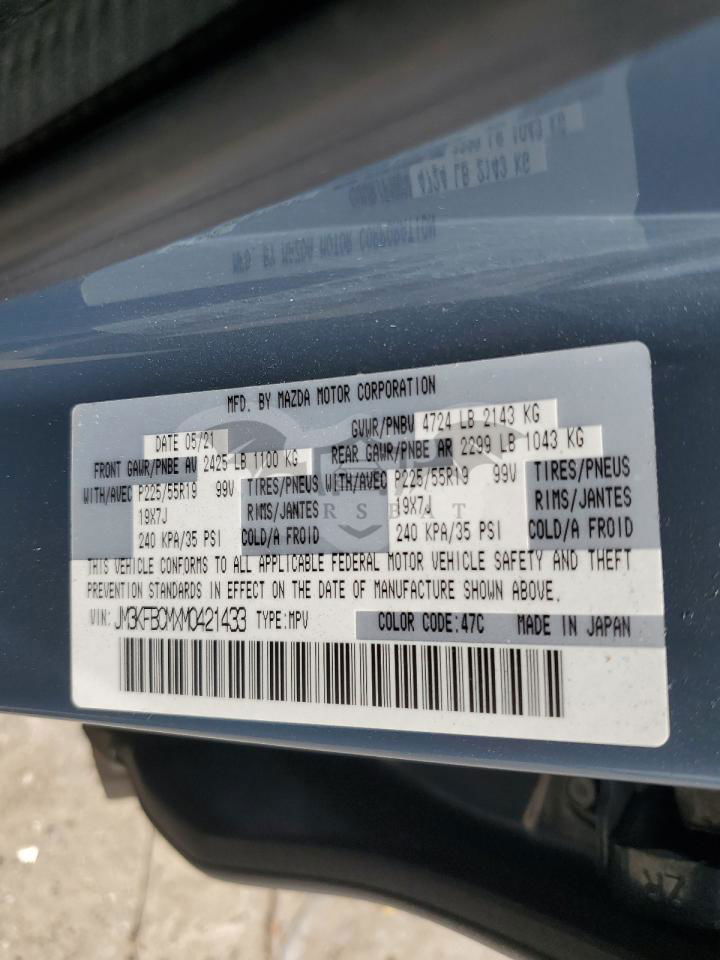 MFD. BY MAZDA MOTOR CORPORATION
DATE 05/21 GVWR/PNBV 4724 LB 2143 KG
FRONT GAWR/PNBE AV 2425 LB 1100 KG REAR GAWR/PNBE AR 2299 LB 1043 KG
WITH/AVEC P225/55R19 99V TIRES/PNEUS WITH/AVEC P225/55R19 99V TIRES/PNEUS
19X7J RIMS/JANTES 19X7J RIMS/JANTES
240 KPA/35 PSI COLD/A FROID 240 KPA/35 PSI COLD/A FROID
THIS VEHICLE CONFORMS TO ALL APPLICABLE FEDERAL MOTOR VEHICLE SAFETY AND THEFT
PREVENTION STANDARDS IN EFFECT ON THE DATE OF MANUFACTURE SHOWN ABOVE.
VIN: JM3KFBCMXM0421433 TYPE:MPV COLOR CODE:47C MADE IN JAPAN
ZR